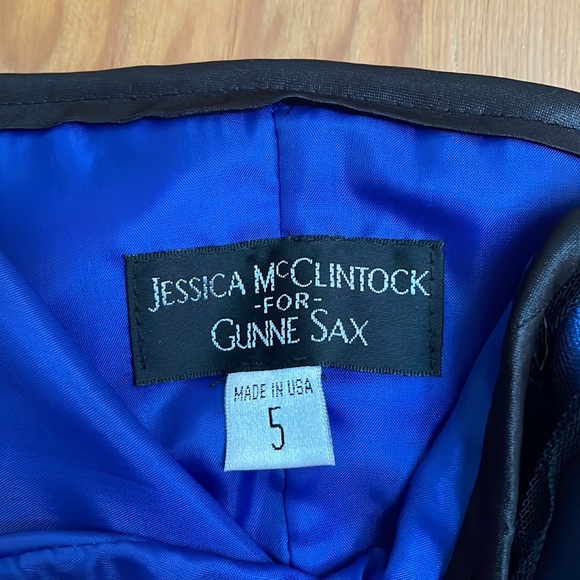 JESSICA McCLINTOCK
-FOR-
GUNNE SAX
MADE IN USA
5